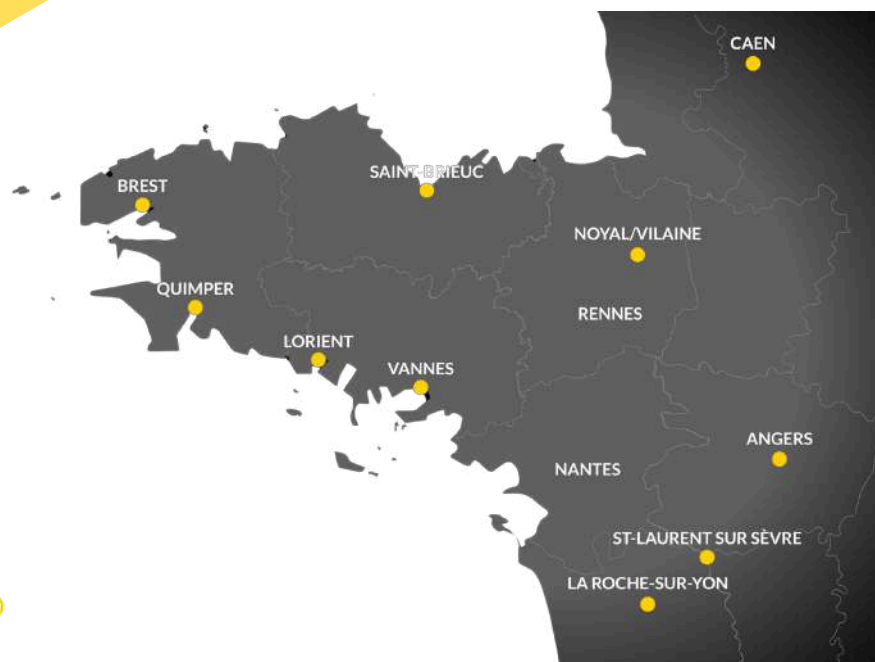 CAEN
SAINT-BRIEUC
BREST
NOYAL/VILAINE
QUIMPER
RENNES
LORIENT
VANNES
ANGERS
NANTES
ST-LAURENT SUR SÈVRE
LA ROCHE-SUR-YON